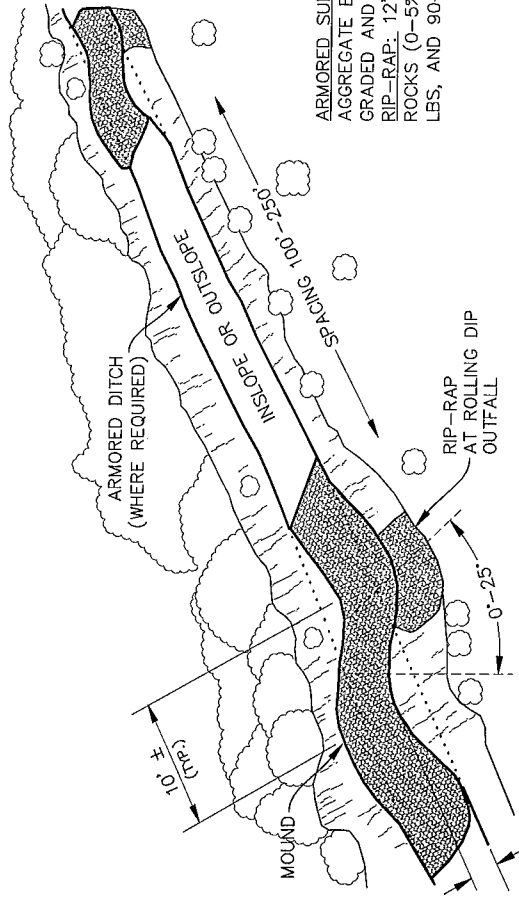 ARMORED DITCH
(WHERE REQUIRED)
INSLOPE OR OUTSLOPE
SPACING 100'-250'
10' ±
(TYP.)
MOUND
RIP-RAP
AT ROLLING DIP
OUTFALL
0°-25°
ARMORED SU
AGGREGATE B
GRADED AND
RIP-RAP: 12"
ROCKS (0-5%
LBS, AND 90-